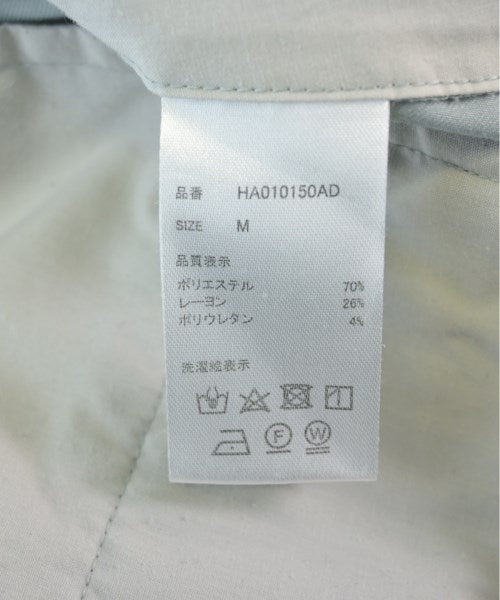 品番 HA010150AD
SIZE M
品質表示
ポリエステル 70%
レーヨン 26%
ポリウレタン 4%
洗濯絵表示
F W